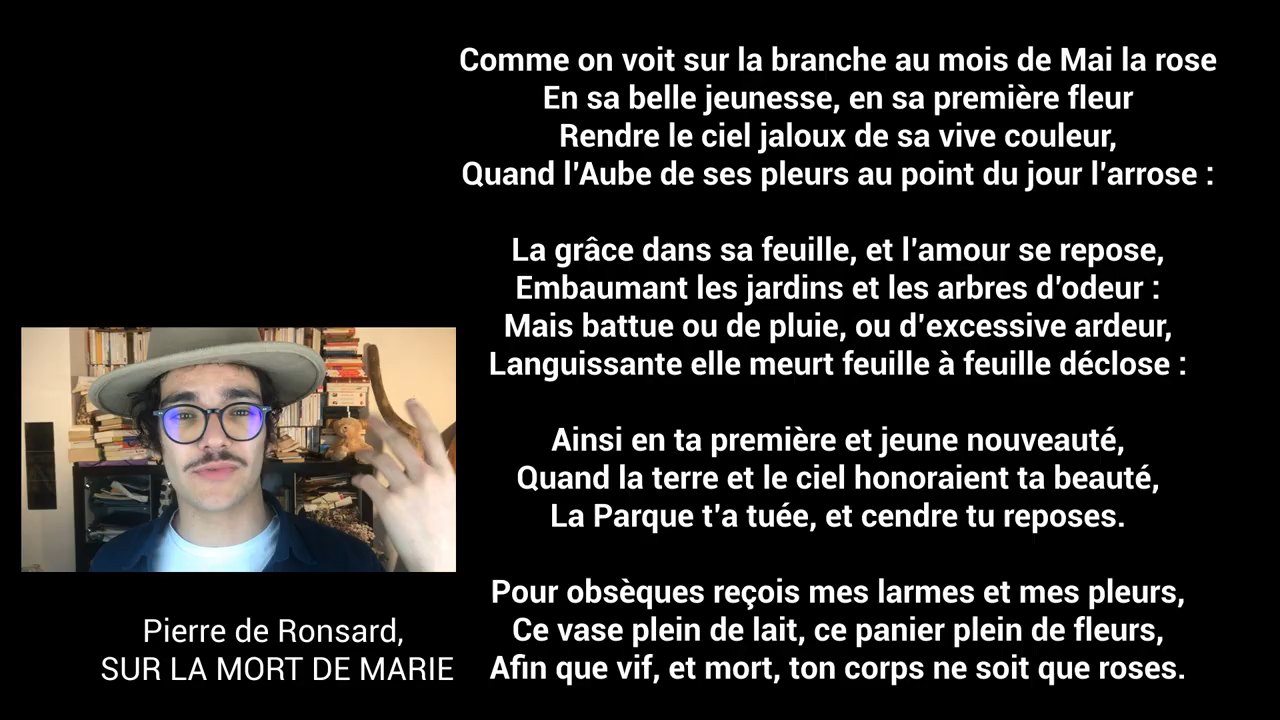 Comme on voit sur la branche au mois de Mai la rose
En sa belle jeunesse, en sa première fleur
Rendre le ciel jaloux de sa vive couleur,
Quand l'Aube de ses pleurs au point du jour l'arrose :
La grâce dans sa feuille, et l'amour se repose,
Embaumant les jardins et les arbres d'odeur :
Mais battue ou de pluie, ou d'excessive ardeur,
Languissante elle meurt feuille à feuille déclose :
Ainsi en ta première et jeune nouveauté,
Quand la terre et le ciel honoraient ta beauté,
La Parque t'a tuée, et cendre tu reposes.
Pour obsèques reçois mes larmes et mes pleurs,
Ce vase plein de lait, ce panier plein de fleurs,
Afin que vif, et mort, ton corps ne soit que roses.
Pierre de Ronsard,
SUR LA MORT DE MARIE